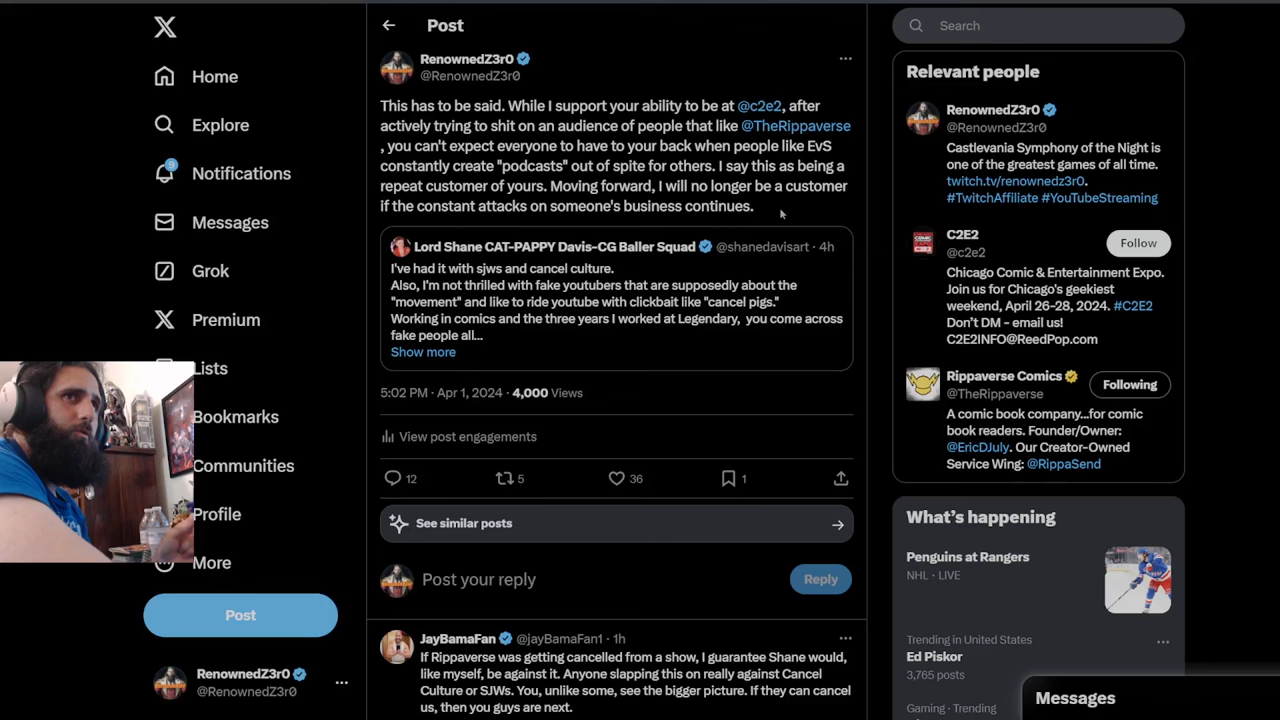 Home
Explore
9
Notifications
Messages
Grok
Premium
Lists
Bookmarks
Communities
Profile
More
Post
RenownedZ3r0
@RenownedZ3r0
Post
RenownedZ3r0
@RenownedZ3r0
This has to be said. While I support your ability to be at @c2e2, after
actively trying to shit on an audience of people that like @TheRippaverse
, you can't expect everyone to have to your back when people like EvS
constantly create "podcasts" out of spite for others. I say this as being a
repeat customer of yours. Moving forward, I will no longer be a customer
if the constant attacks on someone's business continues.
Lord Shane CAT-PAPPY Davis-CG Baller Squad @shanedavisart · 4h
I've had it with sjws and cancel culture.
Also, I'm not thrilled with fake youtubers that are supposedly about the
"movement" and like to ride youtube with clickbait like "cancel pigs."
Working in comics and the three years I worked at Legendary, you come across
fake people all...
Show more
5:02 PM · Apr 1, 2024 · 4,000 Views
View post engagements
12
5
36
1
See similar posts
Post your reply
Reply
JayBamaFan @jayBamaFan1 · 1h
If Rippaverse was getting cancelled from a show, I guarantee Shane would,
like myself, be against it. Anyone slapping this on really against Cancel
Culture or SJWs. You, unlike some, see the bigger picture. If they can cancel
us, then you guys are next.
Search
Relevant people
RenownedZ3r0
@RenownedZ3r0
Castlevania Symphony of the Night is
one of the greatest games of all time.
twitch.tv/renownedz3r0.
#TwitchAffiliate #YouTubeStreaming
C2E2
@c2e2
Follow
Chicago Comic & Entertainment Expo.
Join us for Chicago's geekiest
weekend, April 26-28, 2024. #C2E2
Don't DM - email us!
C2E2INFO@ReedPop.com
Rippaverse Comics
@TheRippaverse
Following
A comic book company...for comic
book readers. Founder/Owner:
@EricDJuly. Our Creator-Owned
Service Wing: @RippaSend
What's happening
Penguins at Rangers
NHL · LIVE
Trending in United States
Ed Piskor
3,765 posts
Gaming · Trending
Messages